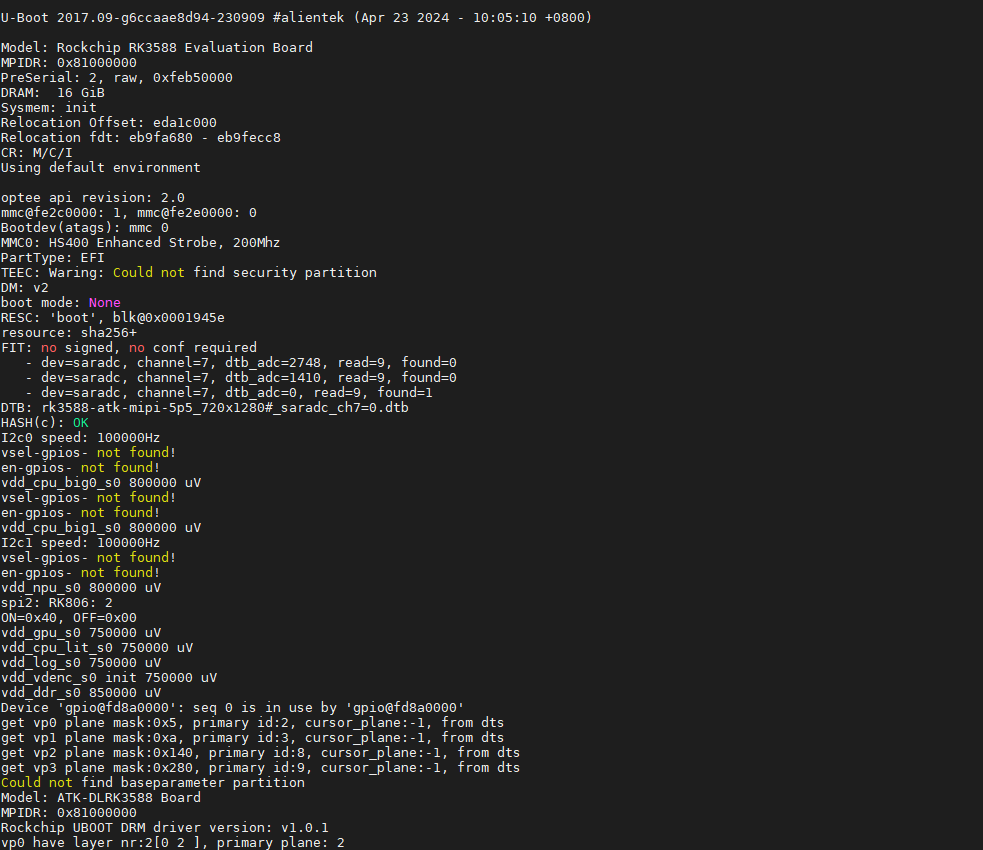 U-Boot 2017.09-g6ccaae8d94-230909 #alientek (Apr 23 2024 - 10:05:10 +0800)
Model: Rockchip RK3588 Evaluation Board
MPIDR: 0x81000000
PreSerial: 2, raw, 0xfeb50000
DRAM:  16 GiB
Sysmem: init
Relocation Offset: eda1c000
Relocation fdt: eb9fa680 - eb9fecc8
CR: M/C/I
Using default environment
optee api revision: 2.0
mmc@fe2c0000: 1, mmc@fe2e0000: 0
Bootdev(atags): mmc 0
MMC0: HS400 Enhanced Strobe, 200Mhz
PartType: EFI
TEEC: Waring: Could not find security partition
DM: v2
boot mode: None
RESC: 'boot', blk@0x0001945e
resource: sha256+
FIT: no signed, no conf required
   - dev=saradc, channel=7, dtb_adc=2748, read=9, found=0
   - dev=saradc, channel=7, dtb_adc=1410, read=9, found=0
   - dev=saradc, channel=7, dtb_adc=0, read=9, found=1
DTB: rk3588-atk-mipi-5p5_720x1280#_saradc_ch7=0.dtb
HASH(c): OK
I2c0 speed: 100000Hz
vsel-gpios- not found!
en-gpios- not found!
vdd_cpu_big0_s0 800000 uV
vsel-gpios- not found!
en-gpios- not found!
vdd_cpu_big1_s0 800000 uV
I2c1 speed: 100000Hz
vsel-gpios- not found!
en-gpios- not found!
vdd_npu_s0 800000 uV
spi2: RK806: 2
ON=0x40, OFF=0x00
vdd_gpu_s0 750000 uV
vdd_cpu_lit_s0 750000 uV
vdd_log_s0 750000 uV
vdd_vdenc_s0 init 750000 uV
vdd_ddr_s0 850000 uV
Device 'gpio@fd8a0000': seq 0 is in use by 'gpio@fd8a0000'
get vp0 plane mask:0x5, primary id:2, cursor_plane:-1, from dts
get vp1 plane mask:0xa, primary id:3, cursor_plane:-1, from dts
get vp2 plane mask:0x140, primary id:8, cursor_plane:-1, from dts
get vp3 plane mask:0x280, primary id:9, cursor_plane:-1, from dts
Could not find baseparameter partition
Model: ATK-DLRK3588 Board
MPIDR: 0x81000000
Rockchip UBOOT DRM driver version: v1.0.1
vp0 have layer nr:2[0 2 ], primary plane: 2